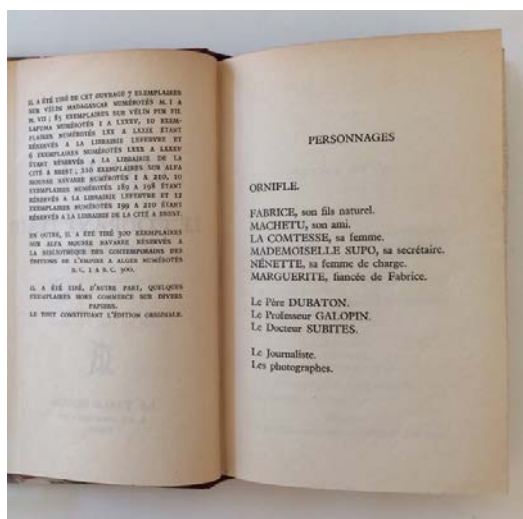 IL A ÉTÉ TIRÉ DE CET OUVRAGE 7 EXEMPLAIRES
SUR VÉLIN MADAGASCAR NUMÉROTÉS M. I A
M. VII ; 85 EXEMPLAIRES SUR VÉLIN PUR FIL
LAFUMA NUMÉROTÉS I A LXXXV, 10 EXEM-
PLAIRES NUMÉROTÉS LXX A LXXIX ÉTANT
RÉSERVÉS A LA LIBRAIRIE LEFEBVRE ET
6 EXEMPLAIRES NUMÉROTÉS LXXX A LXXXV
ÉTANT RÉSERVÉS A LA LIBRAIRIE DE LA
CITÉ A BREST ; 210 EXEMPLAIRES SUR ALFA
MOUSSE NAVARRE NUMÉROTÉS I A 210, 10
EXEMPLAIRES NUMÉROTÉS 189 A 198 ÉTANT
RÉSERVÉS A LA LIBRAIRIE LEFEBVRE ET 12
EXEMPLAIRES NUMÉROTÉS 199 A 210 ÉTANT
RÉSERVÉS A LA LIBRAIRIE DE LA CITÉ A BREST.
EN OUTRE, IL A ÉTÉ TIRÉ 300 EXEMPLAIRES
SUR ALFA MOUSSE NAVARRE RÉSERVÉS A
LA BIBLIOTHÈQUE DES CONTEMPORAINS DES
ÉDITIONS DE L'EMPIRE A ALGER NUMÉROTÉS
B.C. I A B.C. 300.
IL A ÉTÉ TIRÉ, D'AUTRE PART, QUELQUES
EXEMPLAIRES HORS COMMERCE SUR DIVERS
PAPIERS.
LE TOUT CONSTITUANT L'ÉDITION ORIGINALE.
PERSONNAGES
ORNIFLE.
FABRICE, son fils naturel.
MACHETU, son ami.
LA COMTESSE, sa femme.
MADEMOISELLE SUPO, sa secrétaire.
NÉNETTE, sa femme de charge.
MARGUERITE, fiancée de Fabrice.
Le Père DUBATON.
Le Professeur GALOPIN.
Le Docteur SUBITES.
Le Journaliste.
Les photographes.